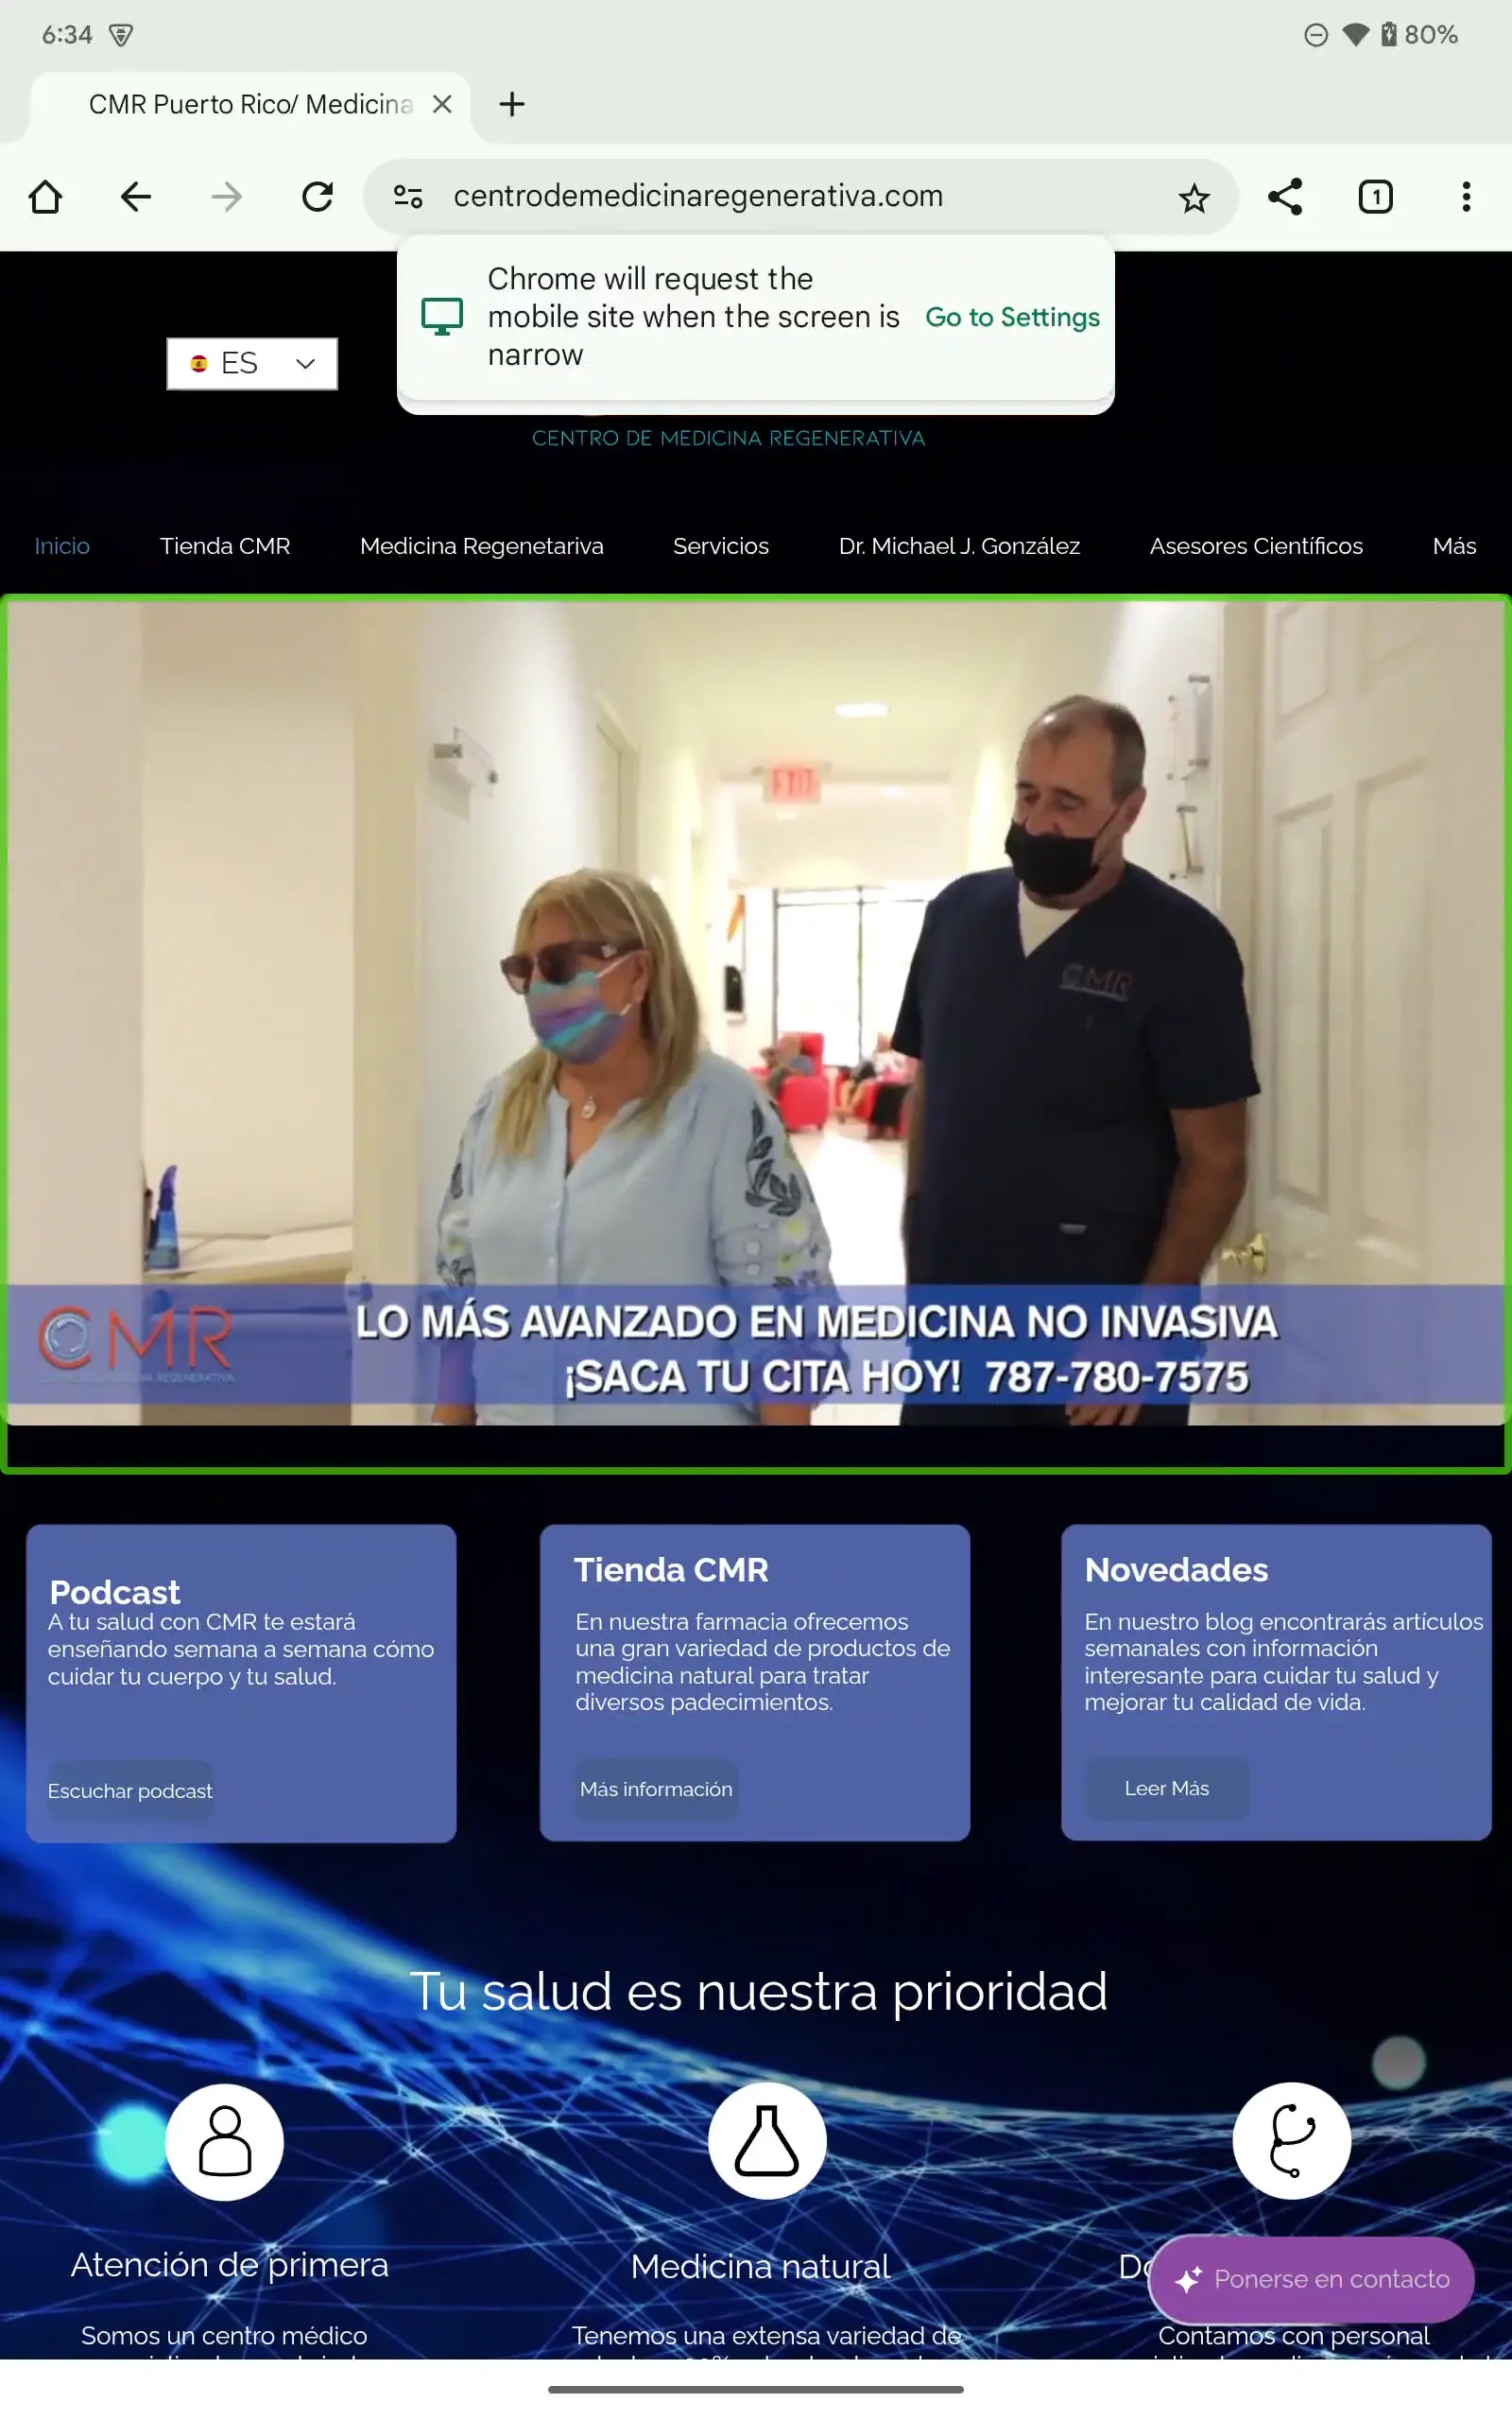 6:34
80%
CMR Puerto Rico/ Medicina
centrodemedicinaregenerativa.com
1
Chrome will request the
mobile site when the screen is
narrow
Go to Settings
ES
CENTRO DE MEDICINA REGENERATIVA
Inicio
Tienda CMR
Medicina Regenetariva
Servicios
Dr. Michael J. González
Asesores Científicos
Más
EXIT
CMR
CMR
LO MÁS AVANZADO EN MEDICINA NO INVASIVA
¡SACA TU CITA HOY! 787-780-7575
Podcast
A tu salud con CMR te estará
enseñando semana a semana cómo
cuidar tu cuerpo y tu salud.
Escuchar podcast
Tienda CMR
En nuestra farmacia ofrecemos
una gran variedad de productos de
medicina natural para tratar
diversos padecimientos.
Más información
Novedades
En nuestro blog encontrarás artículos
semanales con información
interesante para cuidar tu salud y
mejorar tu calidad de vida.
Leer Más
Tu salud es nuestra prioridad
Atención de primera
Somos un centro médico
Medicina natural
Tenemos una extensa variedad de
Ponerse en contacto
Contamos con personal